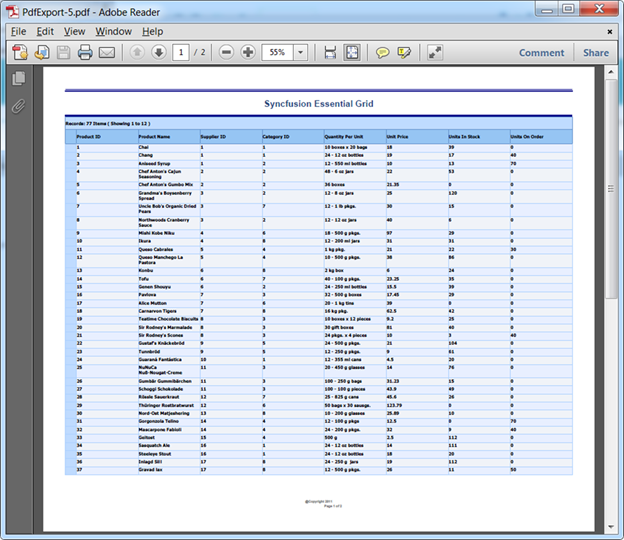 PdfExport-5.pdf - Adobe Reader
File Edit View Window Help
1 / 2 55% Comment Share
Syncfusion Essential Grid
Records: 77 Items ( Showing 1 to 12 )
Product ID Product Name Supplier ID Category ID Quantity Per Unit Unit Price Units In Stock Units On Order
1 Chai 1 1 10 boxes x 20 bags 18 39 0
2 Chang 1 1 24 - 12 oz bottles 19 17 40
3 Aniseed Syrup 1 2 12 - 550 ml bottles 10 13 70
4 Chef Anton's Cajun 2 2 48 - 6 oz jars 22 53 0
Seasoning
5 Chef Anton's Gumbo Mix 2 2 36 boxes 21.35 0 0
6 Grandma's Boysenberry 3 2 12 - 8 oz jars 25 120 0
Spread
7 Uncle Bob's Organic Dried 3 7 12 - 1 lb pkgs. 30 15 0
Pears
8 Northwoods Cranberry 3 2 12 - 12 oz jars 40 6 0
Sauce
9 Mishi Kobe Niku 4 6 18 - 500 g pkgs. 97 29 0
10 Ikura 4 8 12 - 200 ml jars 31 31 0
11 Queso Cabrales 5 4 1 kg pkg. 21 22 30
12 Queso Manchego La 5 4 10 - 500 g pkgs. 38 86 0
Pastora
13 Konbu 6 8 2 kg box 6 24 0
14 Tofu 6 7 40 - 100 g pkgs. 23.25 35 0
15 Genen Shouyu 6 2 24 - 250 ml bottles 15.5 39 0
16 Pavlova 7 3 32 - 500 g boxes 17.45 29 0
17 Alice Mutton 7 6 20 - 1 kg tins 39 0 0
18 Carnarvon Tigers 7 8 16 kg pkg. 62.5 42 0
19 Teatime Chocolate Biscuits 8 3 10 boxes x 12 pieces 9.2 25 0
20 Sir Rodney's Marmalade 8 3 30 gift boxes 81 40 0
21 Sir Rodney's Scones 8 3 24 pkgs. x 4 pieces 10 3 40
22 Gustaf's Knäckebröd 9 5 24 - 500 g pkgs. 21 104 0
23 Tunnbröd 9 5 12 - 250 g pkgs. 9 61 0
24 Guaraná Fantástica 10 1 12 - 355 ml cans 4.5 20 0
25 NuNuCa 11 3 20 - 450 g glasses 14 76 0
Nuß-Nougat-Creme
26 Gumbär Gummibärchen 11 3 100 - 250 g bags 31.23 15 0
27 Schoggi Schokolade 11 3 100 - 100 g pieces 43.9 49 0
28 Rössle Sauerkraut 12 7 25 - 825 g cans 45.6 26 0
29 Thüringer Rostbratwurst 12 6 50 bags x 30 sausgs. 123.79 0 0
30 Nord-Ost Matjeshering 13 8 10 - 200 g glasses 25.89 10 0
31 Gorgonzola Telino 14 4 12 - 100 g pkgs 12.5 0 70
32 Mascarpone Fabioli 14 4 24 - 200 g pkgs. 32 9 40
33 Geitost 15 4 500 g 2.5 112 0
34 Sasquatch Ale 16 1 24 - 12 oz bottles 14 111 0
35 Steeleye Stout 16 1 24 - 12 oz bottles 18 20 0
36 Inlagd Sill 17 8 24 - 250 g jars 19 112 0
37 Gravad lax 17 8 12 - 500 g pkgs. 26 11 50
@Copyright 2011
Page 1 of 2